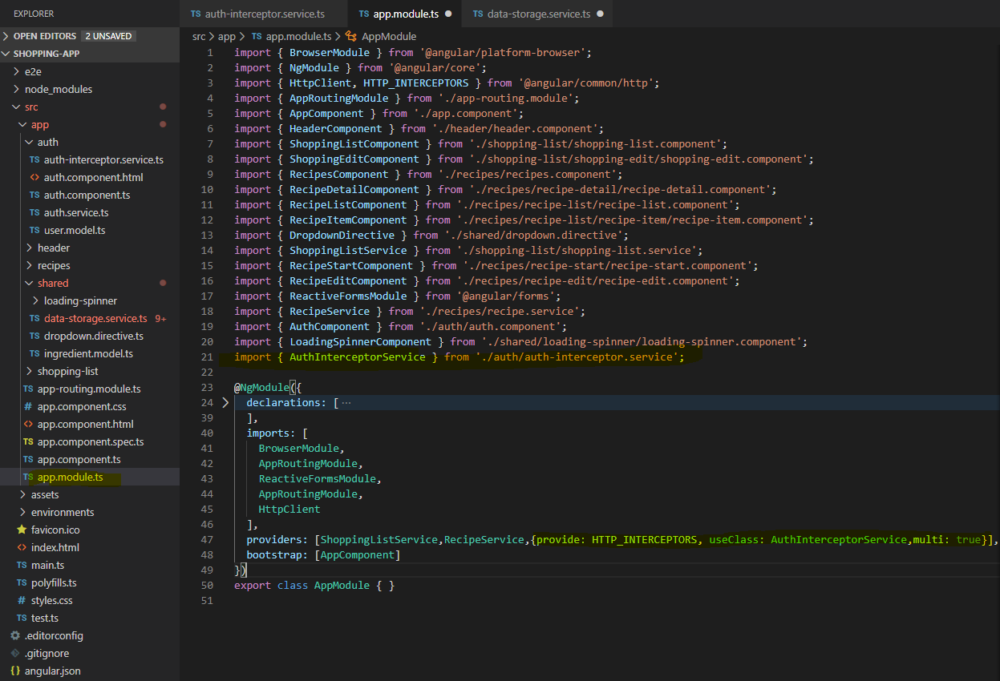 EXPLORER
OPEN EDITORS 2 UNSAVED
SHOPPING-APP
e2e
node_modules
src
app
auth
TS auth-interceptor.service.ts
<> auth.component.html
TS auth.component.ts
TS auth.service.ts
TS user.model.ts
header
recipes
shared
loading-spinner
TS data-storage.service.ts 9+
TS dropdown.directive.ts
TS ingredient.model.ts
shopping-list
TS app-routing.module.ts
# app.component.css
<> app.component.html
TS app.component.spec.ts
TS app.component.ts
TS app.module.ts
assets
environments
favicon.ico
<> index.html
TS main.ts
TS polyfills.ts
# styles.css
TS test.ts
.editorconfig
.gitignore
{} angular.json
TS auth-interceptor.service.ts TS app.module.ts ● TS data-storage.service.ts ●
src > app > TS app.module.ts > AppModule
1 import { BrowserModule } from '@angular/platform-browser';
2 import { NgModule } from '@angular/core';
3 import { HttpClient, HTTP_INTERCEPTORS } from '@angular/common/http';
4 import { AppRoutingModule } from './app-routing.module';
5 import { AppComponent } from './app.component';
6 import { HeaderComponent } from './header/header.component';
7 import { ShoppingListComponent } from './shopping-list/shopping-list.component';
8 import { ShoppingEditComponent } from './shopping-list/shopping-edit/shopping-edit.component';
9 import { RecipesComponent } from './recipes/recipes.component';
10 import { RecipeDetailComponent } from './recipes/recipe-detail/recipe-detail.component';
11 import { RecipeListComponent } from './recipes/recipe-list/recipe-list.component';
12 import { RecipeItemComponent } from './recipes/recipe-list/recipe-item/recipe-item.component';
13 import { DropdownDirective } from './shared/dropdown.directive';
14 import { ShoppingListService } from './shopping-list/shopping-list.service';
15 import { RecipeStartComponent } from './recipes/recipe-start/recipe-start.component';
16 import { RecipeEditComponent } from './recipes/recipe-edit/recipe-edit.component';
17 import { ReactiveFormsModule } from '@angular/forms';
18 import { RecipeService } from './recipes/recipe.service';
19 import { AuthComponent } from './auth/auth.component';
20 import { LoadingSpinnerComponent } from './shared/loading-spinner/loading-spinner.component';
21 import { AuthInterceptorService } from './auth/auth-interceptor.service';
22
23 @NgModule({
24 declarations: [ ···
39 ],
40 imports: [
41 BrowserModule,
42 AppRoutingModule,
43 ReactiveFormsModule,
44 AppRoutingModule,
45 HttpClient
46 ],
47 providers: [ShoppingListService,RecipeService,{provide: HTTP_INTERCEPTORS, useClass: AuthInterceptorService,multi: true}],
48 bootstrap: [AppComponent]
49 })
50 export class AppModule { }
51